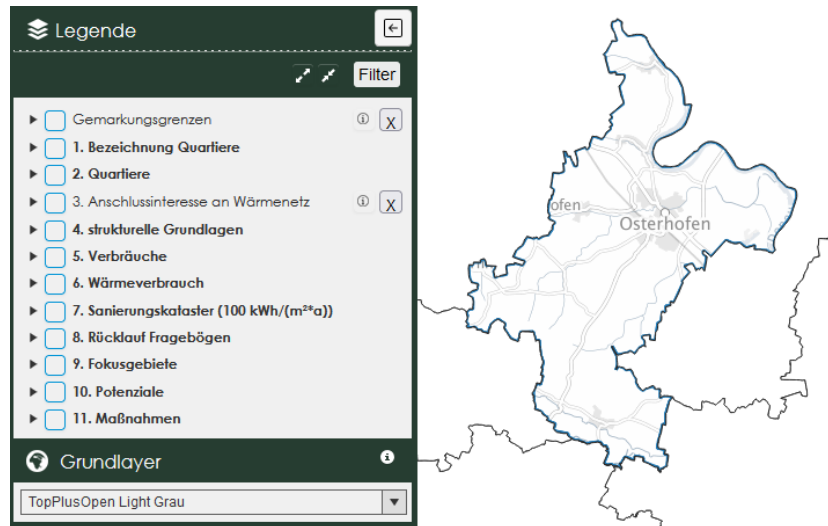 Legende
Filter
Gemarkungsgrenzen
X
1. Bezeichnung Quartiere
2. Quartiere
3. Anschlussinteresse an Wärmenetz
X
4. strukturelle Grundlagen
5. Verbräuche
6. Wärmeverbrauch
7. Sanierungskataster (100 kWh/(m²*a))
8. Rücklauf Fragebögen
9. Fokusgebiete
10. Potenziale
11. Maßnahmen
Grundlayer
TopPlusOpen Light Grau
ofen
Osterhofen